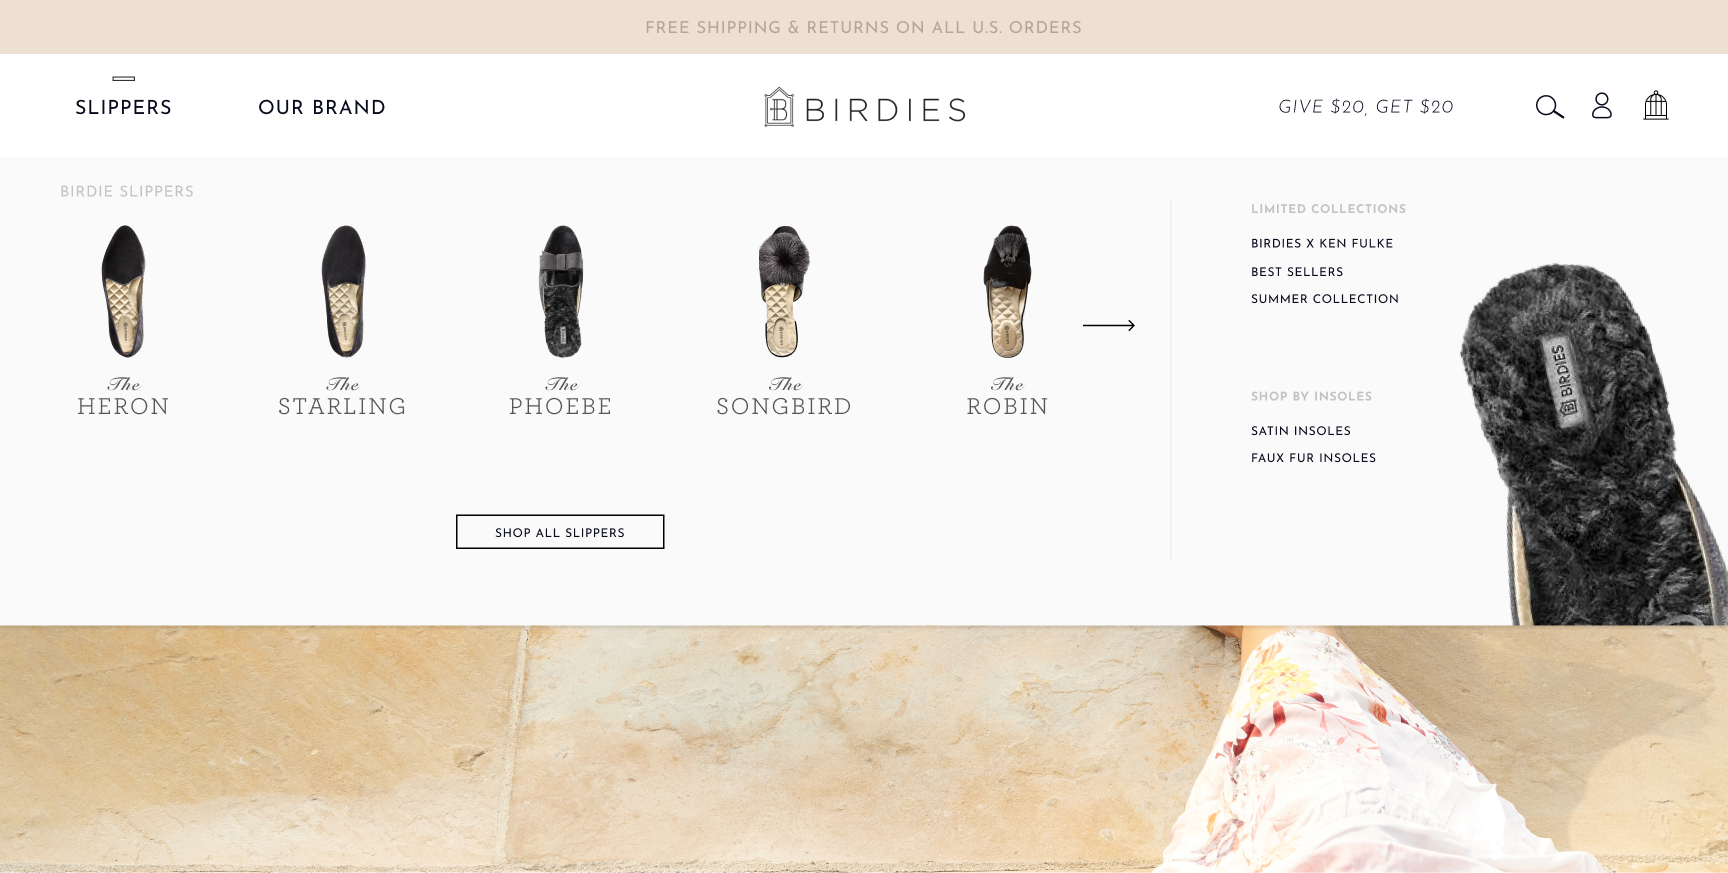 FREE SHIPPING & RETURNS ON ALL U.S. ORDERS
SLIPPERS
OUR BRAND
B BIRDIES
GIVE $20, GET $20
BIRDIE SLIPPERS
The
HERON
The
STARLING
The
PHOEBE
The
SONGBIRD
The
ROBIN
SHOP ALL SLIPPERS
LIMITED COLLECTIONS
BIRDIES X KEN FULKE
BEST SELLERS
SUMMER COLLECTION
SHOP BY INSOLES
SATIN INSOLES
FAUX FUR INSOLES
B BIRDIES